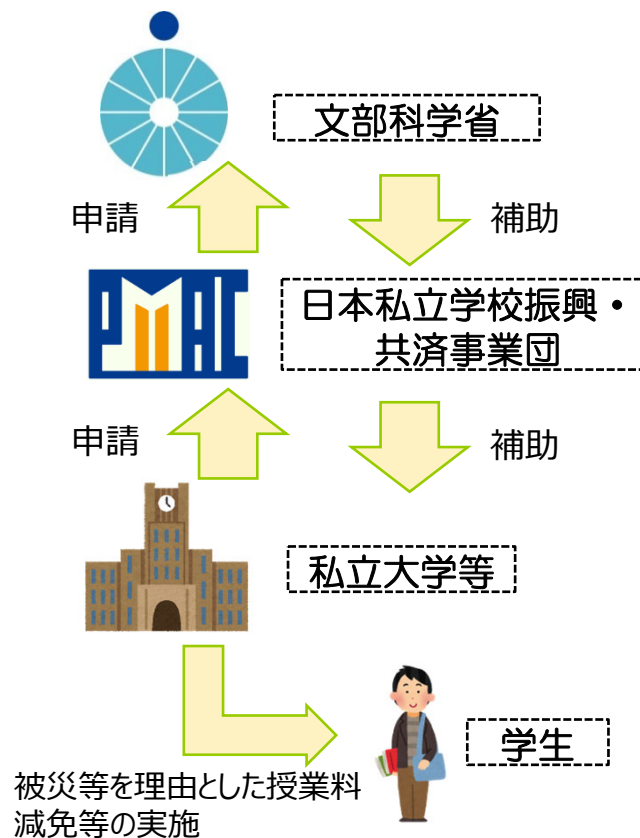 文部科学省
申請
補助
PMAC
日本私立学校振興・
共済事業団
申請
補助
私立大学等
学生
被災等を理由とした授業料
減免等の実施